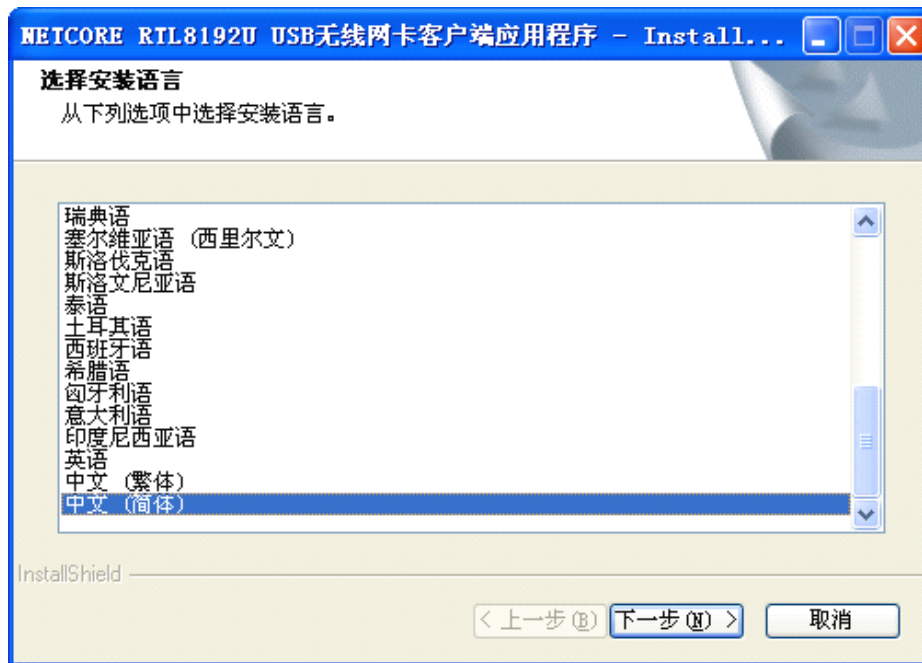 NETCORE RTL8192U USB无线网卡客户端应用程序 - Install...
选择安装语言
从下列选项中选择安装语言。
瑞典语
塞尔维亚语 (西里尔文)
斯洛伐克语
斯洛文尼亚语
泰语
土耳其语
西班牙语
希腊语
匈牙利语
意大利语
印度尼西亚语
英语
中文 (繁体)
中文 (简体)
InstallShield
< 上一步(B) 下一步(N) > 取消